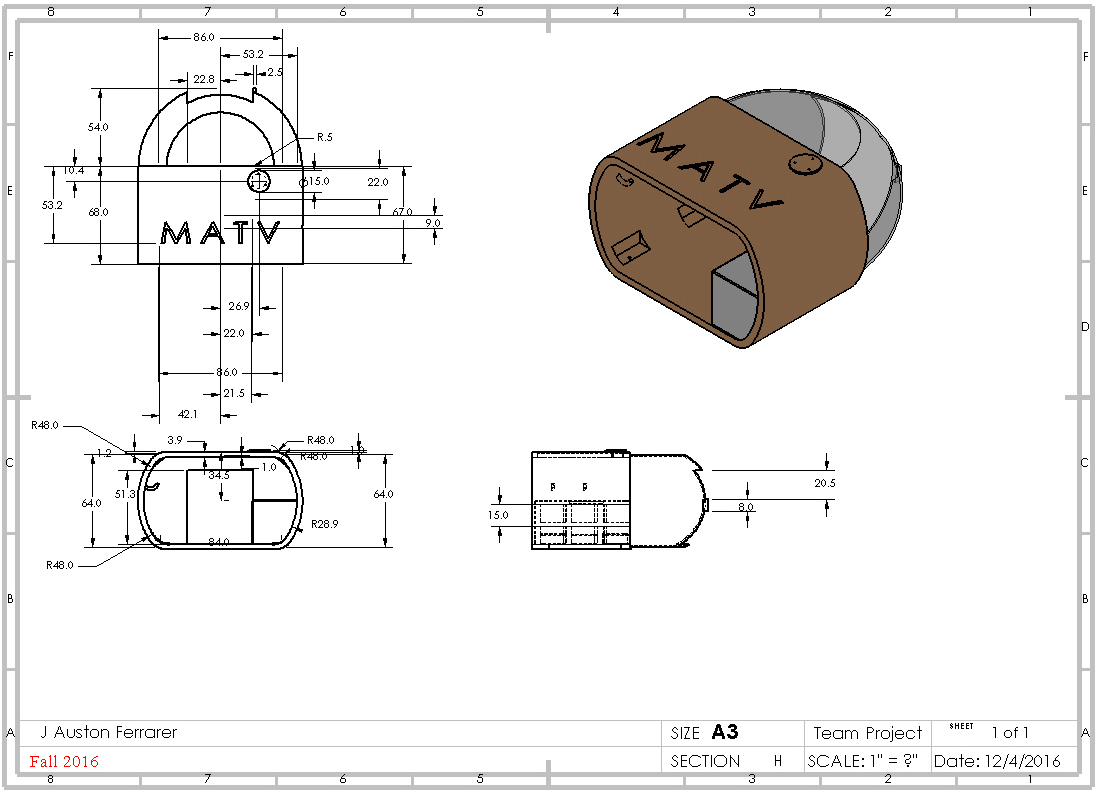 8 7 6 5 4 3 2 1
F F
86.0
53.2
2.5
22.8
54.0
R.5
10.4
15.0
22.0
E E
53.2
68.0
67.0
9.0
MATV
MATV
26.9
22.0
D
86.0
21.5
42.1
R48.0
3.9
R48.0
R48.0
1.2
1.0
34.5
C C
51.3
64.0
64.0
20.5
8.0
15.0
R28.9
84.0
R48.0
B B
A A
J Auston Ferrarer
SIZE A3
Team Project
SHEET 1 of 1
Fall 2016
SECTION H
SCALE: 1" = ?"
Date: 12/4/2016
8 7 6 5 4 3 2 1